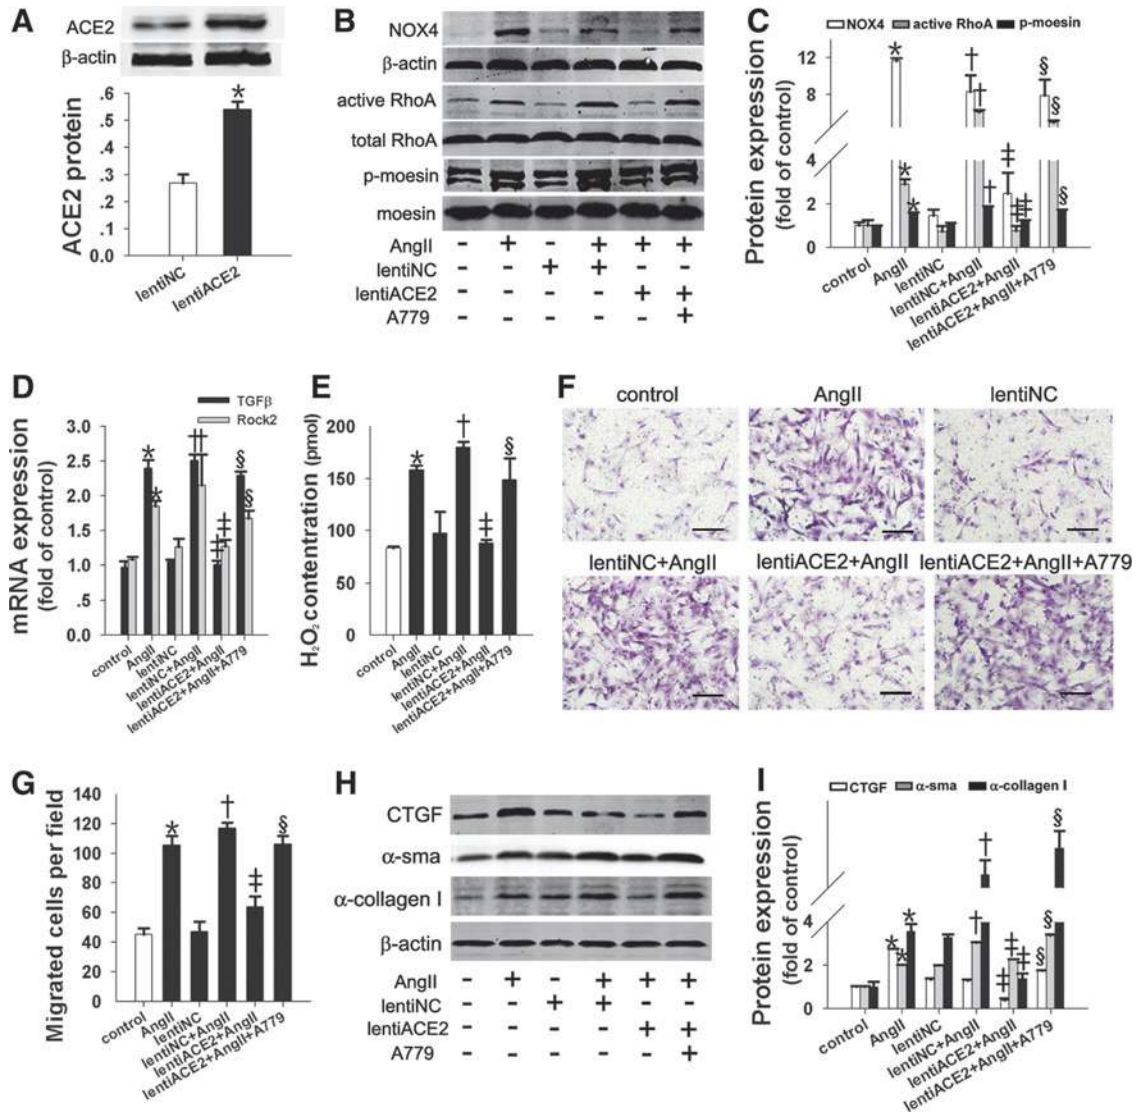 A
ACE2
β-actin
ACE2 protein
.6
.5
.4
.3
.2
.1
0.0
*
lentiNC
lentiACE2
B
NOX4
β-actin
active RhoA
total RhoA
p-moesin
moesin
AngII - + - + + +
lentiNC - - + + - -
lentiACE2 - - - - + +
A779 - - - - - +
C
NOX4 active RhoA p-moesin
Protein expression
(fold of control)
12
8
4
2
0
* * *
† † †
‡ ‡ ‡
§ § §
control
AngII
lentiNC
lentiNC+AngII
lentiACE2+AngII
lentiACE2+AngII+A779
D
TGFβ
Rock2
mRNA expression
(fold of control)
3.0
2.5
2.0
1.5
1.0
0.5
0.0
* *
† †
‡ ‡
§ §
control
AngII
lentiNC
lentiNC+AngII
lentiACE2+AngII
lentiACE2+AngII+A779
E
H₂O₂ contentration (pmol)
200
150
100
50
0
*
†
‡
§
control
AngII
lentiNC
lentiNC+AngII
lentiACE2+AngII
lentiACE2+AngII+A779
F
control AngII lentiNC
lentiNC+AngII lentiACE2+AngII lentiACE2+AngII+A779
G
Migrated cells per field
140
120
100
80
60
40
20
0
*
†
‡
§
control
AngII
lentiNC
lentiNC+AngII
lentiACE2+AngII
lentiACE2+AngII+A779
H
CTGF
α-sma
α-collagen I
β-actin
AngII - + - + + +
lentiNC - - + + - -
lentiACE2 - - - - + +
A779 - - - - - +
I
CTGF α-sma α-collagen I
Protein expression
(fold of control)
8
6
4
2
0
* * *
† †
‡ ‡ ‡
§ § §
control
AngII
lentiNC
lentiNC+AngII
lentiACE2+AngII
lentiACE2+AngII+A779